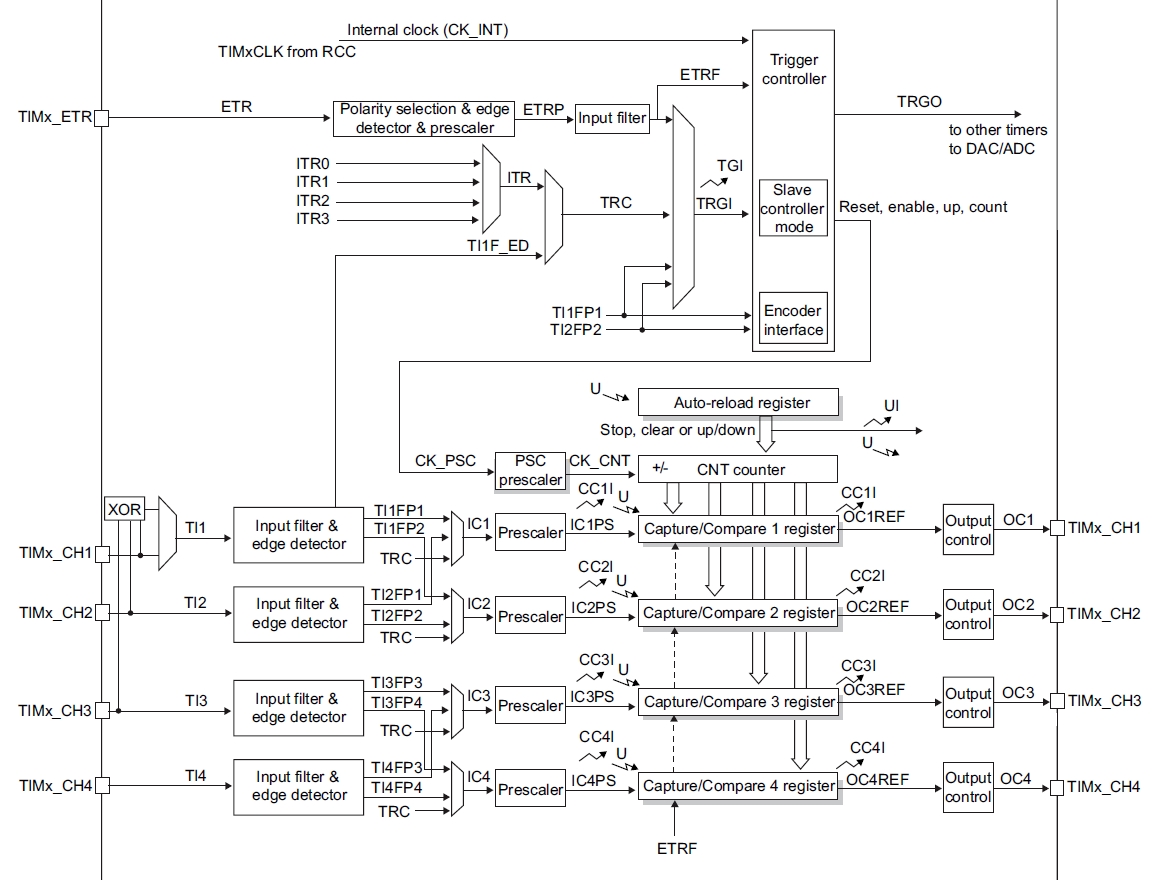 Internal clock (CK_INT)
TIMxCLK from RCC
Trigger
controller
ETRF
TIMx_ETR
ETR
Polarity selection & edge
detector & prescaler
ETRP
Input filter
TRGO
to other timers
to DAC/ADC
ITR0
ITR1
ITR2
ITR3
ITR
TGI
TRC
TRGI
Slave
controller
mode
Reset, enable, up, count
TI1F_ED
TI1FP1
TI2FP2
Encoder
interface
U
Auto-reload register
UI
Stop, clear or up/down
U
CK_PSC
PSC
prescaler
CK_CNT
+/-
CNT counter
XOR
TI1
TIMx_CH1
Input filter &
edge detector
TI1FP1
TI1FP2
TRC
IC1
Prescaler
CC1I
U
IC1PS
Capture/Compare 1 register
CC1I
OC1REF
Output
control
OC1
TIMx_CH1
TIMx_CH2
TI2
Input filter &
edge detector
TI2FP1
TI2FP2
TRC
IC2
Prescaler
CC2I
U
IC2PS
Capture/Compare 2 register
CC2I
OC2REF
Output
control
OC2
TIMx_CH2
TIMx_CH3
TI3
Input filter &
edge detector
TI3FP3
TI3FP4
TRC
IC3
Prescaler
CC3I
U
IC3PS
Capture/Compare 3 register
CC3I
OC3REF
Output
control
OC3
TIMx_CH3
TIMx_CH4
TI4
Input filter &
edge detector
TI4FP3
TI4FP4
TRC
IC4
Prescaler
CC4I
U
IC4PS
Capture/Compare 4 register
CC4I
OC4REF
Output
control
OC4
TIMx_CH4
ETRF